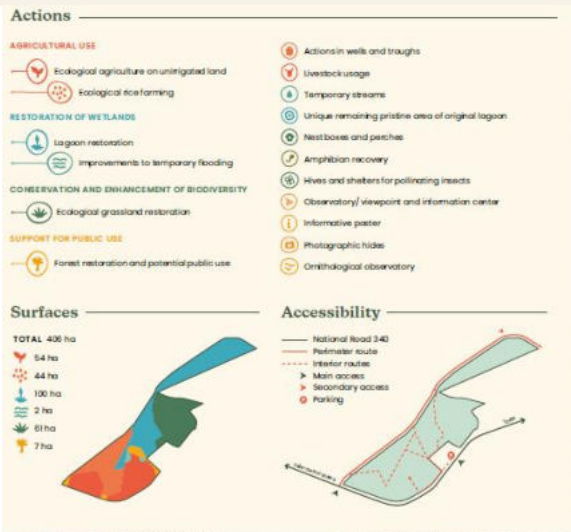 Actions
AGRICULTURAL USE
Ecological agriculture on unirrigated land
Ecological rice farming
RESTORATION OF WETLANDS
Lagoon restoration
Improvements to temporary flooding
CONSERVATION AND ENHANCEMENT OF BIODIVERSITY
Ecological grassland restoration
SUPPORT FOR PUBLIC USE
Forest restoration and potential public use
Actions in wells and troughs
Livestock usage
Temporary streams
Unique remaining pristine area of original lagoon
Nest boxes and perches
Amphibian recovery
Hives and shelters for pollinating insects
Observatory/ viewpoint and information center
Informative poster
Photographic hides
Ornithological observatory
Surfaces
TOTAL 406 ha
54 ha
44 ha
100 ha
2 ha
61 ha
7 ha
Accessibility
National Road 340
Perimeter route
Interior routes
Main access
Secondary access
Parking